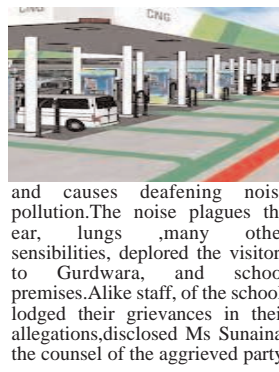 CNG
CNG
and causes deafening nois
pollution.The noise plagues th
ear, lungs ,many othe
sensibilities, deplored the visitor
to Gurdwara, and schoo
premises.Alike staff, of the school
lodged their grievances in thei
allegations,disclosed Ms Sunaina
the counsel of the aggrieved party